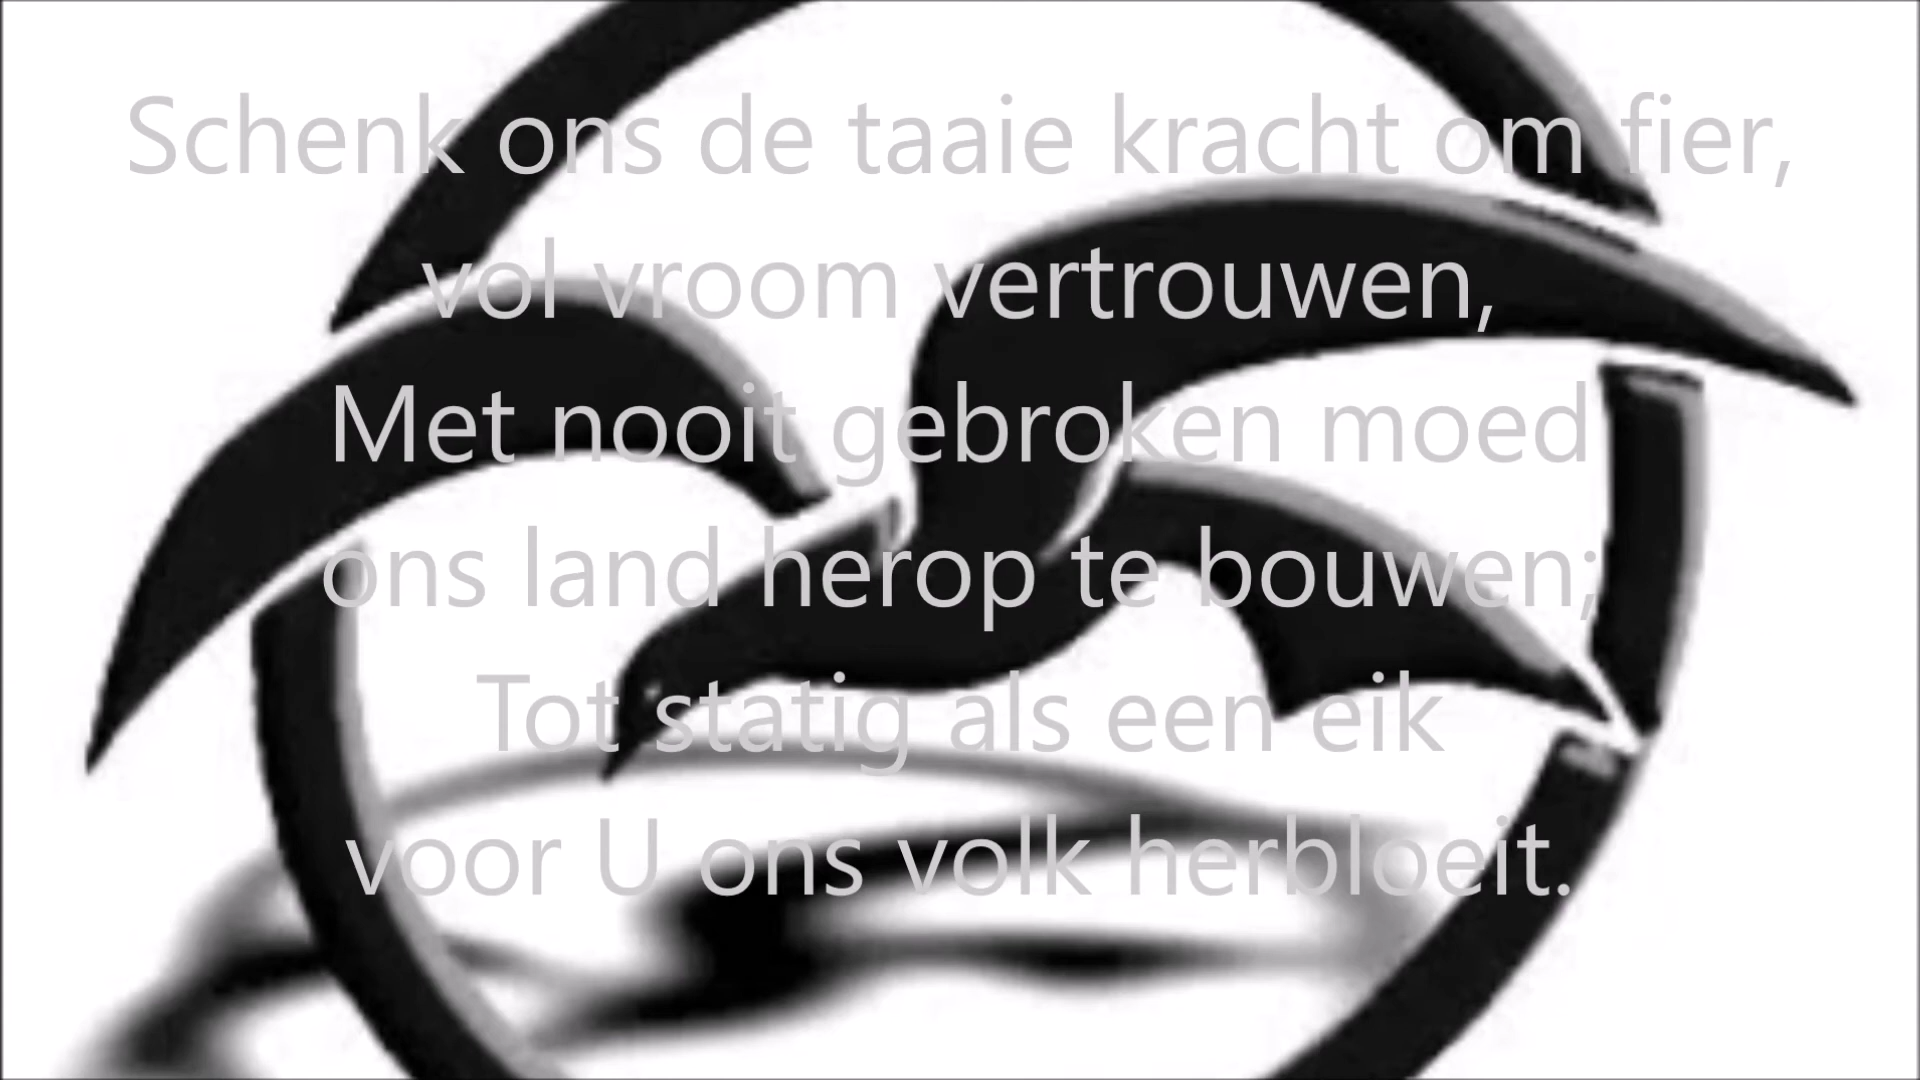 Schenk ons de taaie kracht om fier,
vol vroom vertrouwen,
Met nooit gebroken moed
ons land herop te bouwen;
Tot statig als een eik
voor U ons volk herbloeit.